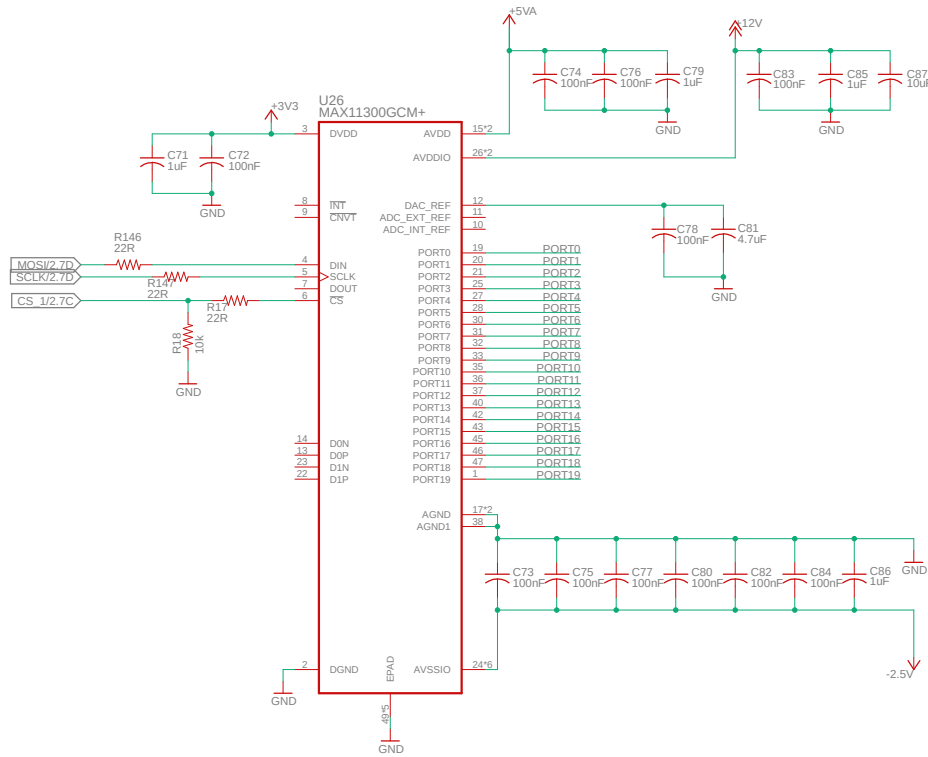 +5VA
+12V
C74
100nF
C76
100nF
C79
1uF
C83
100nF
C85
1uF
C87
10uF
GND
GND
+3V3
U26
MAX11300GCM+
C71
1uF
C72
100nF
GND
3 DVDD
AVDD 15*2
AVDDIO 26*2
8 INT
9 CNVT
DAC_REF 12
ADC_EXT_REF 11
ADC_INT_REF 10
C78
100nF
C81
4.7uF
GND
R146
22R
MOSI/2.7D
4 DIN
SCLK/2.7D
5 SCLK
R147
22R
7 DOUT
CS_1/2.7C
6 CS
R17
22R
R18
10k
GND
PORT0 19 PORT0
PORT1 20 PORT1
PORT2 21 PORT2
PORT3 25 PORT3
PORT4 27 PORT4
PORT5 28 PORT5
PORT6 30 PORT6
PORT7 31 PORT7
PORT8 32 PORT8
PORT9 33 PORT9
PORT10 35 PORT10
PORT11 36 PORT11
PORT12 37 PORT12
PORT13 40 PORT13
PORT14 42 PORT14
PORT15 43 PORT15
PORT16 45 PORT16
PORT17 46 PORT17
PORT18 47 PORT18
PORT19 1 PORT19
14 D0N
13 D0P
23 D1N
22 D1P
AGND 17*2
AGND1 38
C73
100nF
C75
100nF
C77
100nF
C80
100nF
C82
100nF
C84
100nF
C86
1uF
GND
-2.5V
2 DGND
EPAD
AVSSIO 24*6
GND
49*5
GND